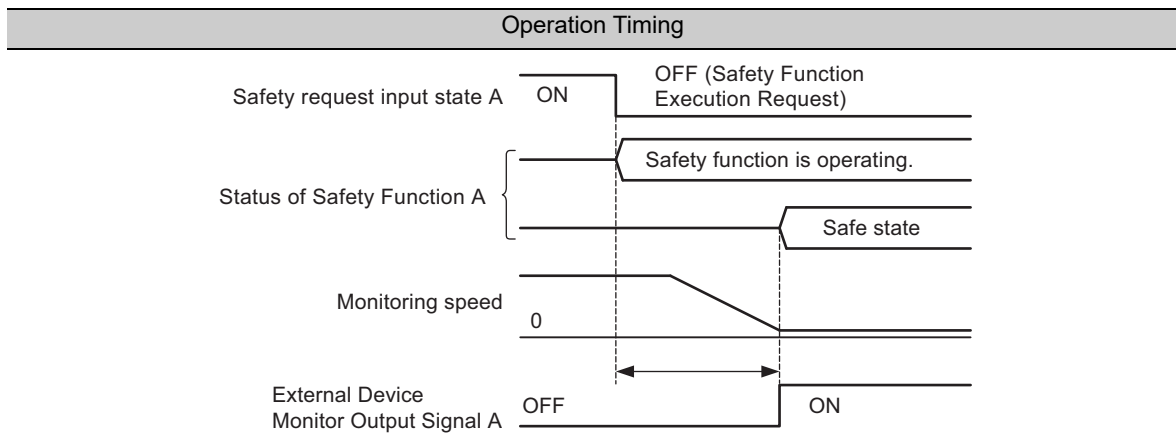 Operation Timing
Safety request input state A
ON
OFF (Safety Function
Execution Request)
Status of Safety Function A
Safety function is operating.
Safe state
Monitoring speed
0
External Device
Monitor Output Signal A
OFF
ON